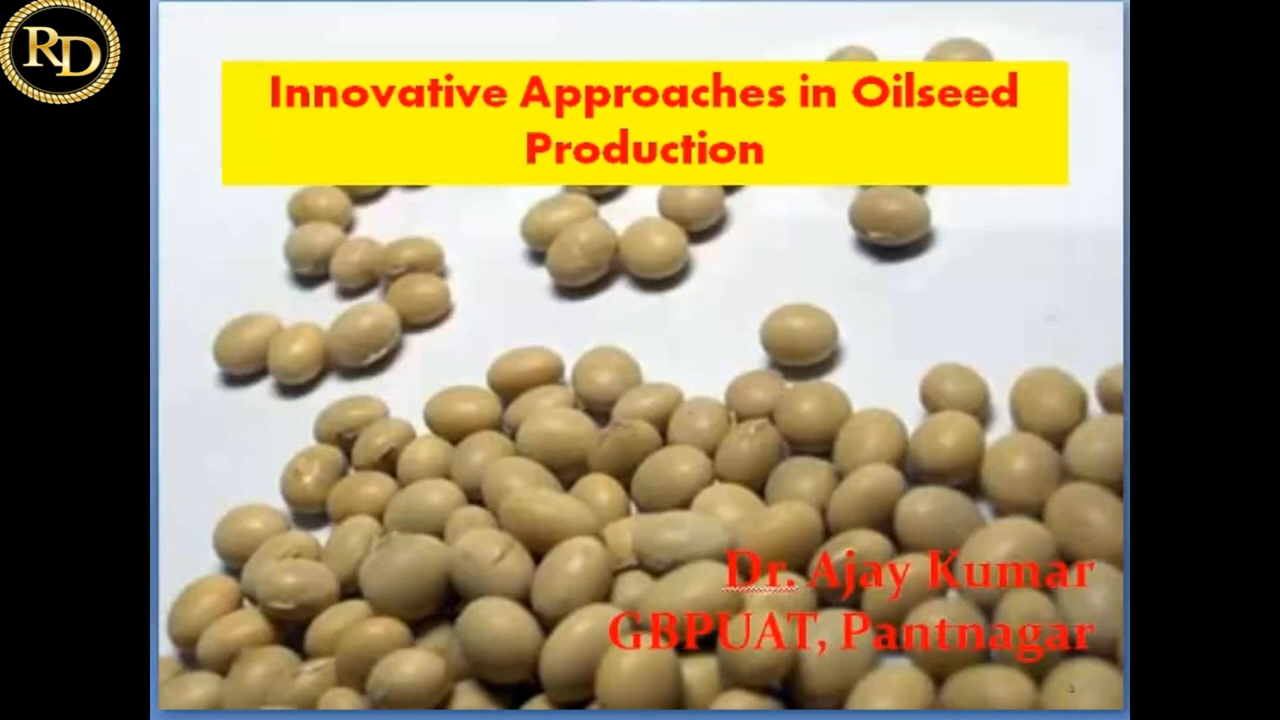 RD
Innovative Approaches in Oilseed
Production
Dr. Ajay Kumar
GBPUAT, Pantnagar